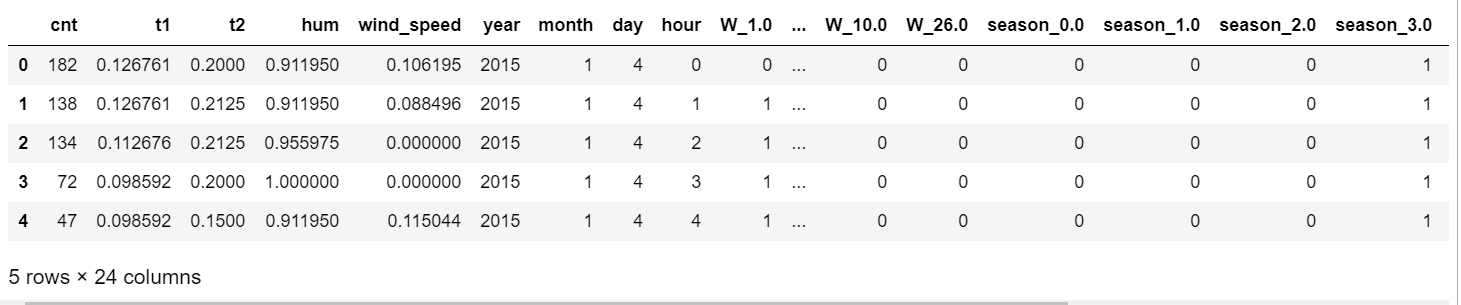 cnt t1 t2 hum wind_speed year month day hour W_1.0 ... W_10.0 W_26.0 season_0.0 season_1.0 season_2.0 season_3.0
0 182 0.126761 0.2000 0.911950 0.106195 2015 1 4 0 0 ... 0 0 0 0 0 1
1 138 0.126761 0.2125 0.911950 0.088496 2015 1 4 1 1 ... 0 0 0 0 0 1
2 134 0.112676 0.2125 0.955975 0.000000 2015 1 4 2 1 ... 0 0 0 0 0 1
3 72 0.098592 0.2000 1.000000 0.000000 2015 1 4 3 1 ... 0 0 0 0 0 1
4 47 0.098592 0.1500 0.911950 0.115044 2015 1 4 4 1 ... 0 0 0 0 0 1
5 rows × 24 columns